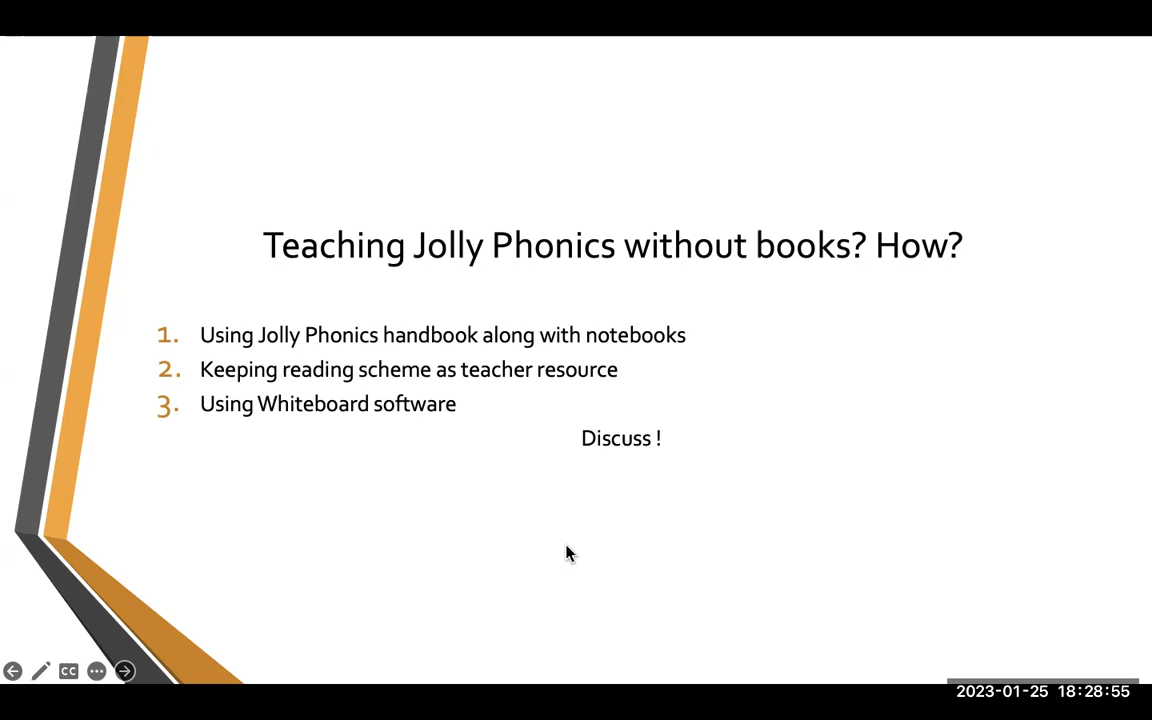 Teaching Jolly Phonics without books? How?
1. Using Jolly Phonics handbook along with notebooks
2. Keeping reading scheme as teacher resource
3. Using Whiteboard software
Discuss !
CC
2023-01-25 18:28:55